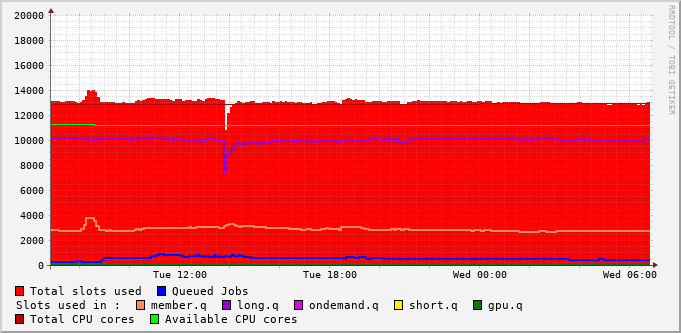 RRDTOOL / TOBI OETIKER
20000
18000
16000
14000
12000
10000
8000
6000
4000
2000
0
Tue 12:00 Tue 18:00 Wed 00:00 Wed 06:00
Total slots used Queued Jobs
Slots used in : member.q long.q ondemand.q short.q gpu.q
Total CPU cores Available CPU cores